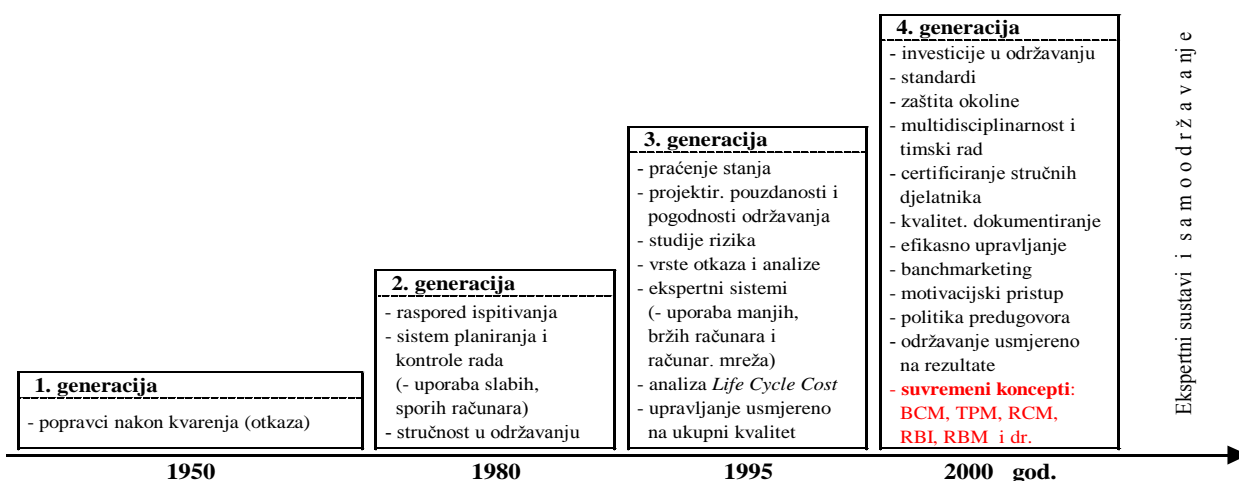 1. generacija
- popravci nakon kvarenja (otkaza)
2. generacija
- raspored ispitivanja
- sistem planiranja i
kontrole rada
(- uporaba slabih,
sporih računara)
- stručnost u održavanju
3. generacija
- praćenje stanja
- projektir. pouzdanosti i
pogodnosti održavanja
- studije rizika
- vrste otkaza i analize
- ekspertni sistemi
(- uporaba manjih,
bržih računara i
računar. mreža)
- analiza Life Cycle Cost
- upravljanje usmjereno
na ukupni kvalitet
4. generacija
- investicije u održavanju
- standardi
- zaštita okoline
- multidisciplinarnost i
timski rad
- certificiranje stručnih
djelatnika
- kvalitet. dokumentiranje
- efikasno upravljanje
- banchmarketing
- motivacijski pristup
- politika predugovora
- održavanje usmjereno
na rezultate
- suvremeni koncepti:
BCM, TPM, RCM,
RBI, RBM i dr.
Ekspertni sustavi i samoodržavanje
1950
1980
1995
2000 god.